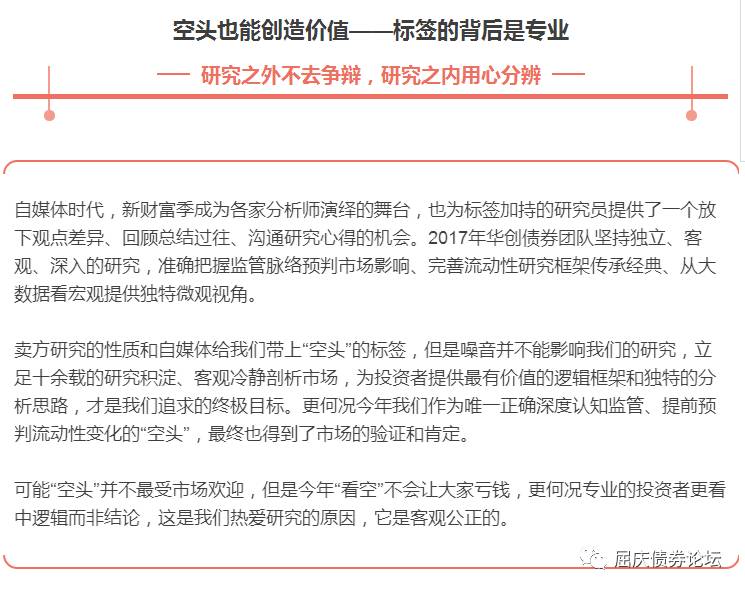 空头也能创造价值——标签的背后是专业
研究之外不去争辩，研究之内用心分辨
自媒体时代，新财富季成为各家分析师演绎的舞台，也为标签加持的研究员提供了一个放
下观点差异、回顾总结过往、沟通研究心得的机会。2017年华创债券团队坚持独立、客
观、深入的研究，准确把握监管脉络预判市场影响、完善流动性研究框架传承经典、从大
数据看宏观提供独特微观视角。
卖方研究的性质和自媒体给我们带上“空头”的标签，但是噪音并不能影响我们的研究，立
足十余载的研究积淀、客观冷静剖析市场，为投资者提供最有价值的逻辑框架和独特的分
析思路，才是我们追求的终极目标。更何况今年我们作为唯一正确深度认知监管、提前预
判流动性变化的“空头”，最终也得到了市场的验证和肯定。
可能“空头”并不最受市场欢迎，但是今年“看空”不会让大家亏钱，更何况专业的投资者更看
中逻辑而非结论，这是我们热爱研究的原因，它是客观公正的。
屈庆债券论坛